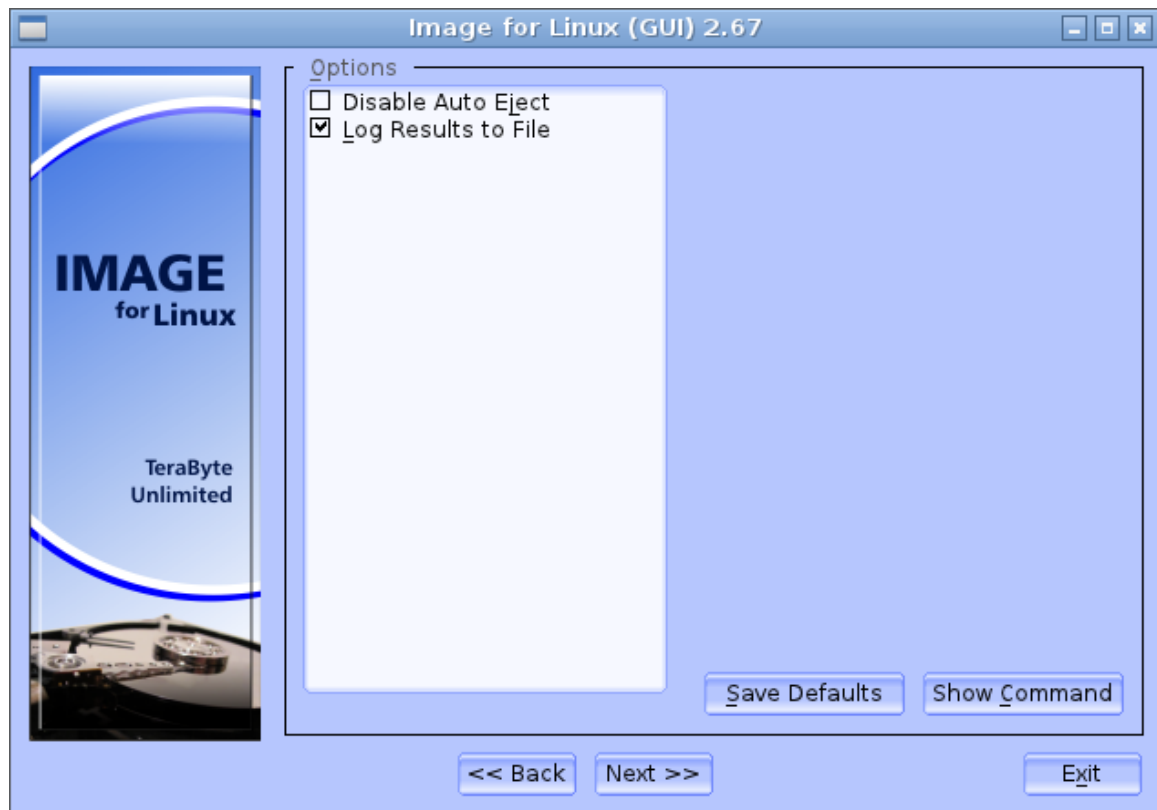 Image for Linux (GUI) 2.67
Options
Disable Auto Eject
Log Results to File
IMAGE
for Linux
TeraByte
Unlimited
Save Defaults
Show Command
<< Back
Next >>
Exit